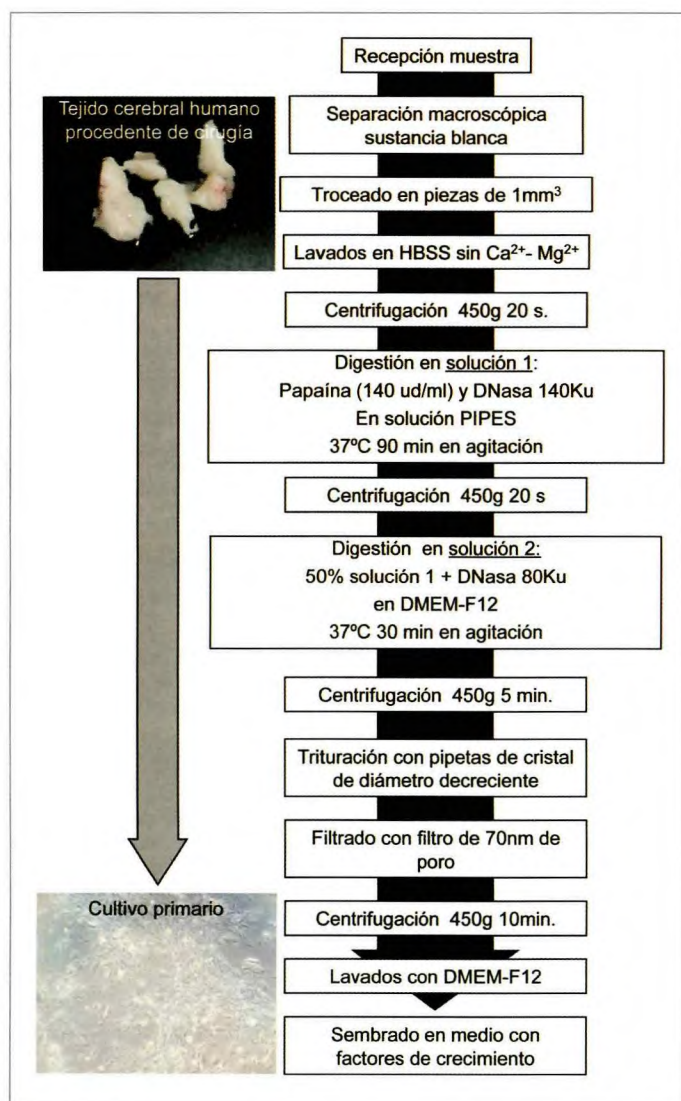 Recepción muestra
Tejido cerebral humano
procedente de cirugía
Separación macroscópica
sustancia blanca
Troceado en piezas de 1mm³
Lavados en HBSS sin Ca²⁺- Mg²⁺
Centrifugación 450g 20 s.
Digestión en solución 1:
Papaína (140 ud/ml) y DNasa 140Ku
En solución PIPES
37ºC 90 min en agitación
Centrifugación 450g 20 s
Digestión en solución 2:
50% solución 1 + DNasa 80Ku
en DMEM-F12
37ºC 30 min en agitación
Centrifugación 450g 5 min.
Trituración con pipetas de cristal
de diámetro decreciente
Filtrado con filtro de 70nm de
poro
Cultivo primario
Centrifugación 450g 10min.
Lavados con DMEM-F12
Sembrado en medio con
factores de crecimiento